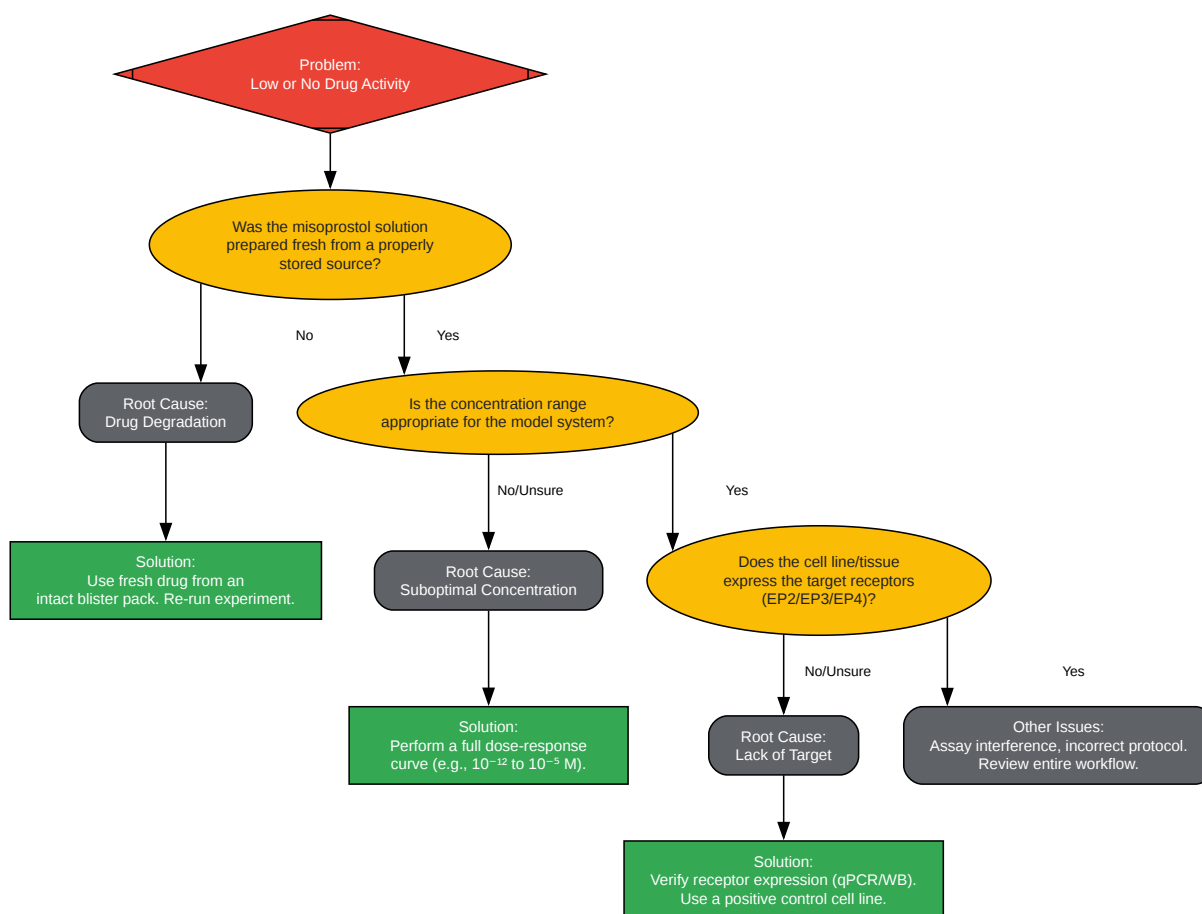 Problem:
Low or No Drug Activity
Was the misoprostol solution
prepared fresh from a properly
stored source?
No
Yes
Root Cause:
Drug Degradation
Is the concentration range
appropriate for the model system?
No/Unsure
Yes
Solution:
Use fresh drug from an
intact blister pack. Re-run experiment.
Root Cause:
Suboptimal Concentration
Does the cell line/tissue
express the target receptors
(EP2/EP3/EP4)?
No/Unsure
Yes
Solution:
Perform a full dose-response
curve (e.g., 10⁻¹² to 10⁻⁵ M).
Root Cause:
Lack of Target
Other Issues:
Assay interference, incorrect protocol.
Review entire workflow.
Solution:
Verify receptor expression (qPCR/WB).
Use a positive control cell line.